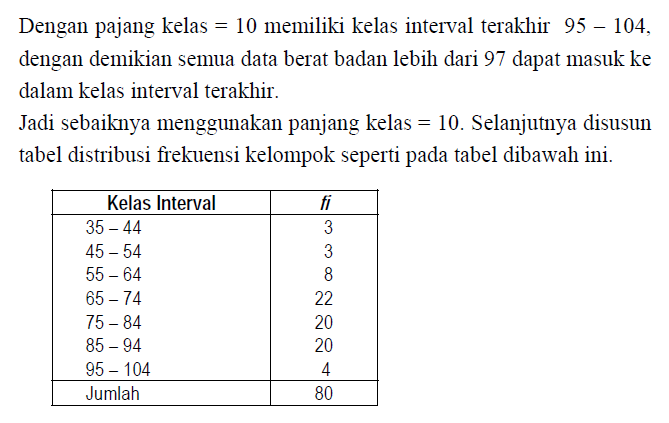 Dengan pajang kelas = 10 memiliki kelas interval terakhir 95 – 104,
dengan demikian semua data berat badan lebih dari 97 dapat masuk ke
dalam kelas interval terakhir.
Jadi sebaiknya menggunakan panjang kelas = 10. Selanjutnya disusun
tabel distribusi frekuensi kelompok seperti pada tabel dibawah ini.
Kelas Interval fi
35 – 44 3
45 – 54 3
55 – 64 8
65 – 74 22
75 – 84 20
85 – 94 20
95 – 104 4
Jumlah 80